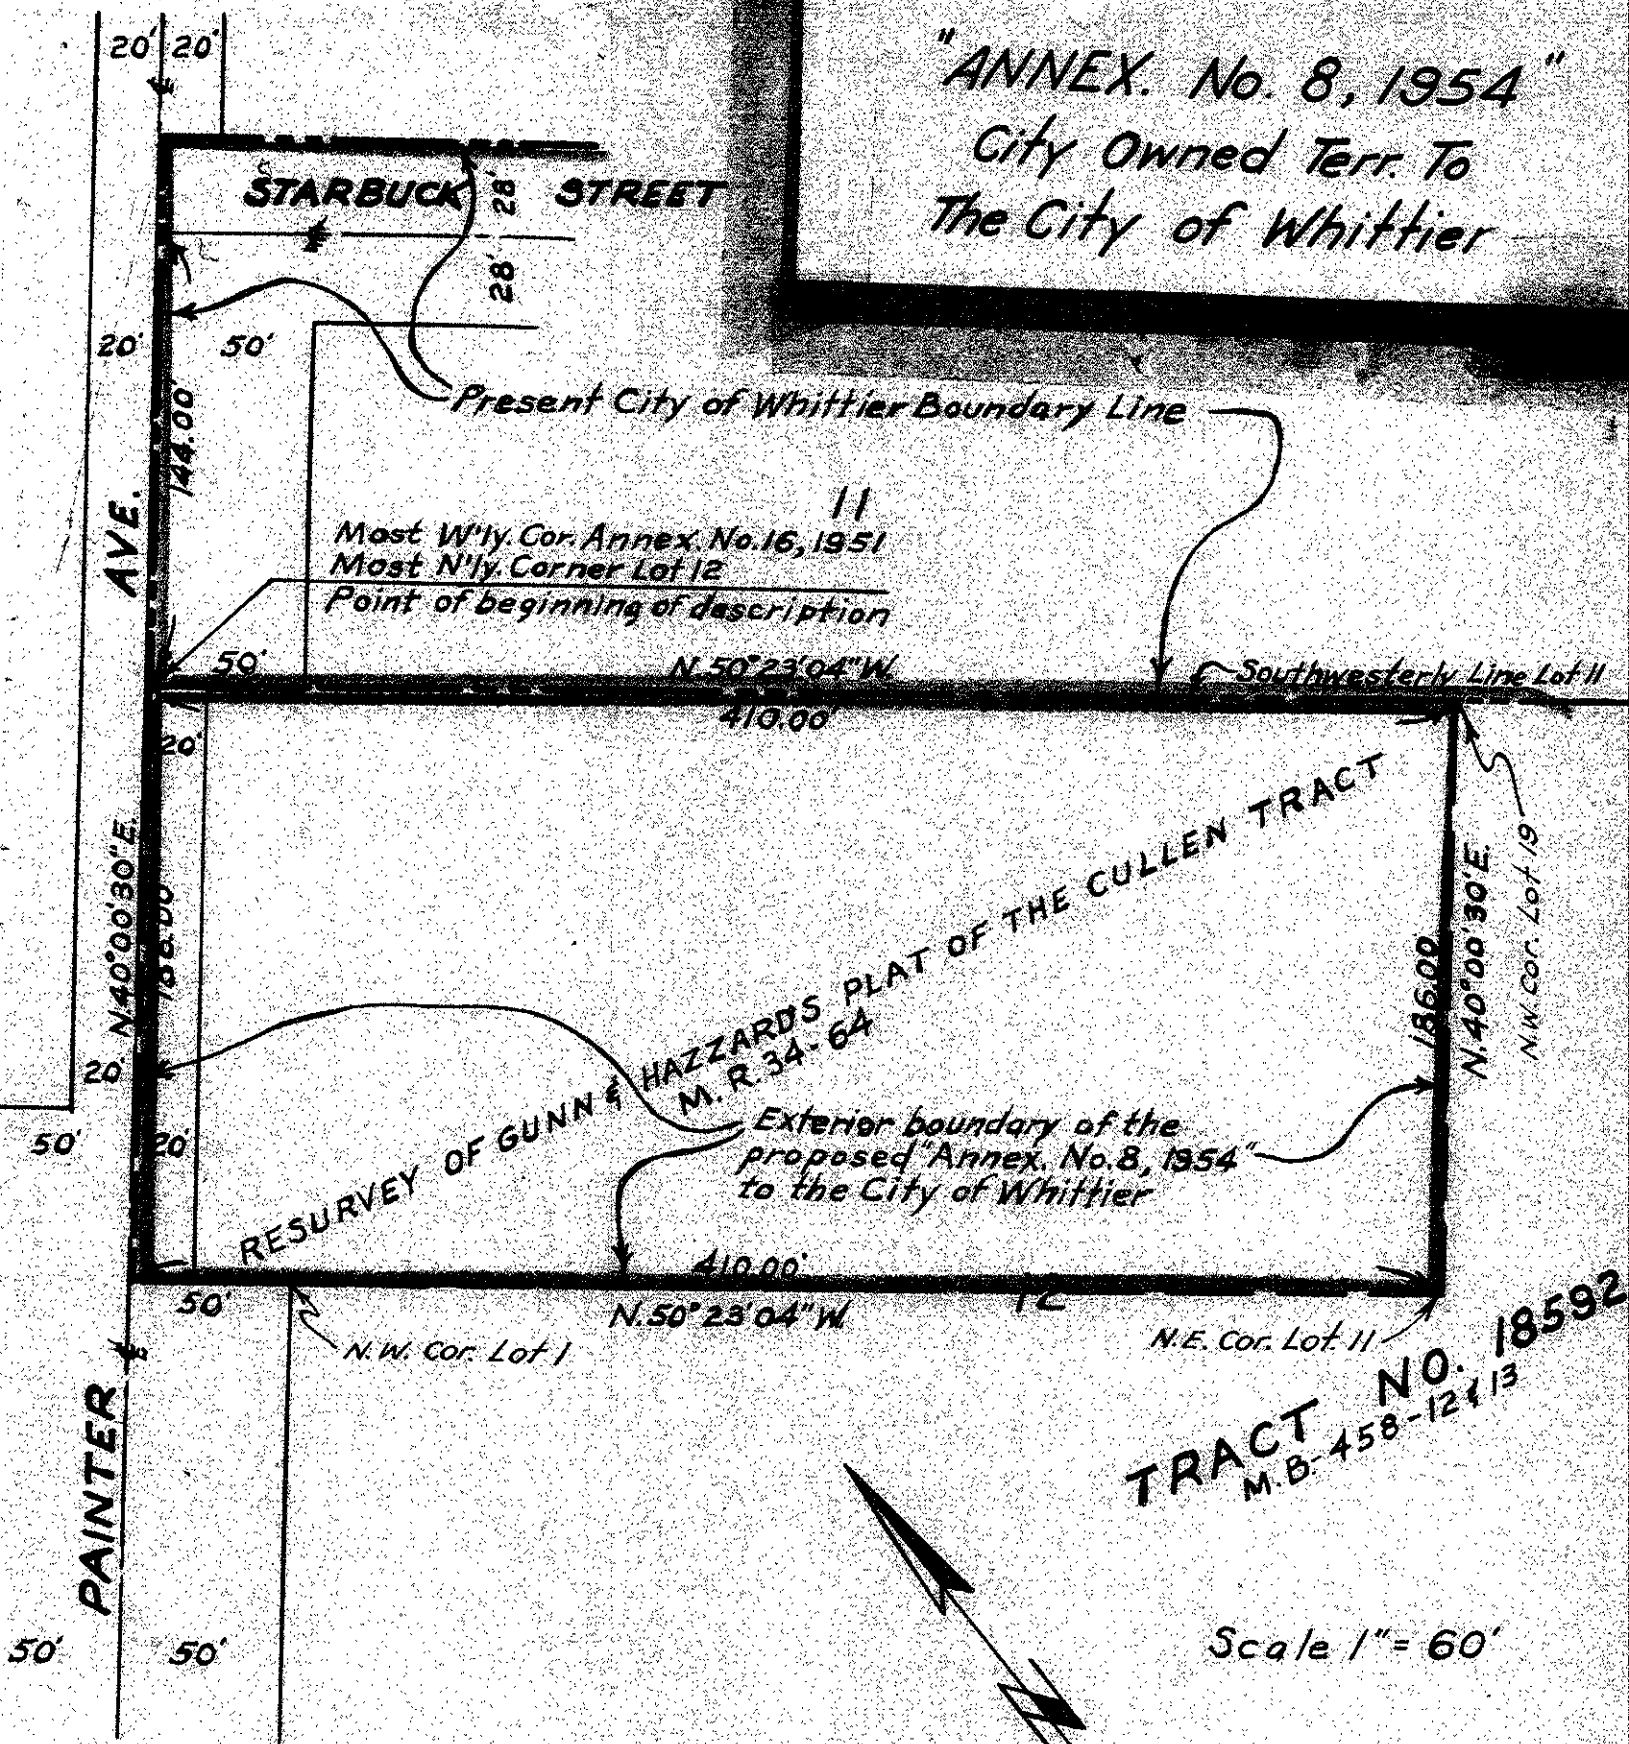 "ANNEX. No. 8, 1954"
City Owned Terr. To
The City of Whittier
20' 20'
STARBUCK STREET
28'
28'
20' 50'
144.00'
Present City of Whittier Boundary Line
AVE.
11
Most W'ly. Cor. Annex. No. 16, 1951
Most N'ly. Corner Lot 12
Point of beginning of description
50'
N. 50° 23' 04" W.
Southwesterly Line Lot 11
410.00'
20'
N. 40° 00' 30" E.
186.00
N. 40° 00' 30" E.
N.W. Cor. Lot 19
RESURVEY OF GUNN & HAZZARD'S PLAT OF THE CULLEN TRACT
M. R. 34-64
20'
50' 20'
Exterior boundary of the
proposed "Annex. No. 8, 1954"
to the City of Whittier
410.00'
50'
N. 50° 23' 04" W.
12
N. W. Cor. Lot 1
N.E. Cor. Lot 11
TRACT NO. 18592
M.B.-458-12 & 13
PAINTER
50' 50'
Scale 1" = 60'